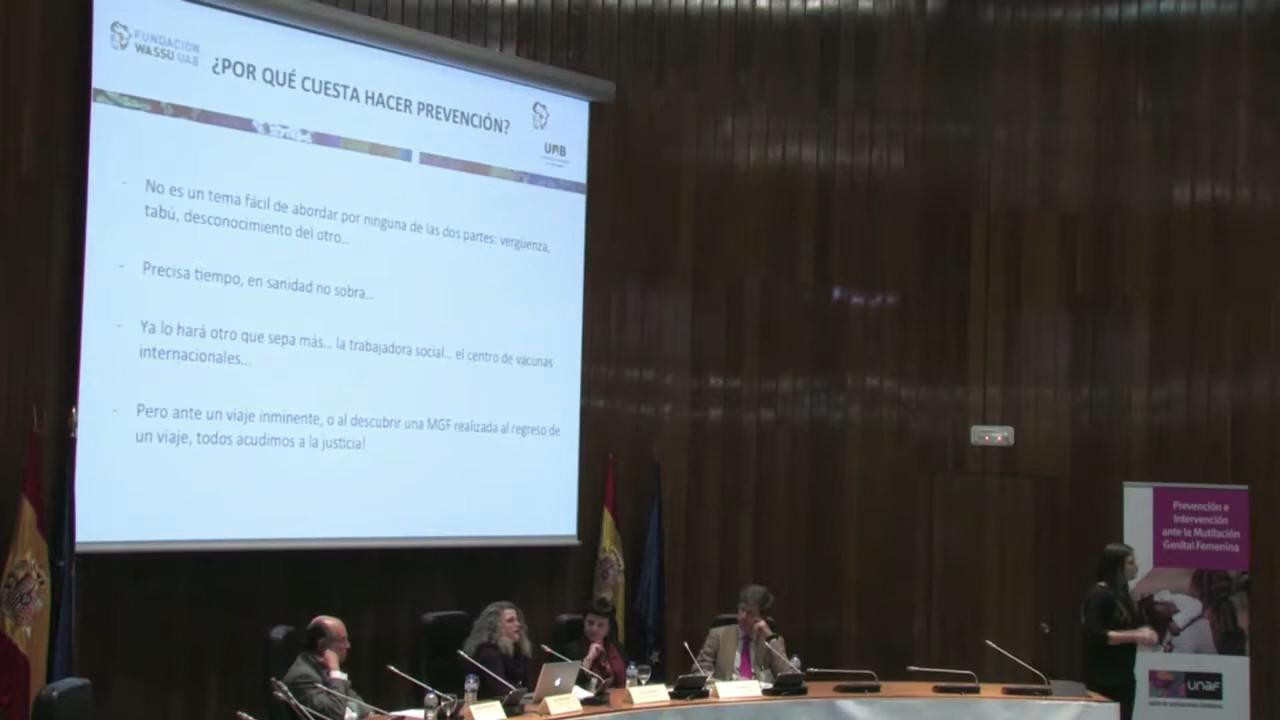 FUNDACIÓN
WASSU UAB
¿POR QUÉ CUESTA HACER PREVENCIÓN?
UAB
- No es un tema fácil de abordar por ninguna de las dos partes: vergüenza,
tabú, desconocimiento del otro...
- Precisa tiempo, en sanidad no sobra...
- Ya lo hará otro que sepa más... la trabajadora social... el centro de vacunas
internacionales...
- Pero ante un viaje inminente, o al descubrir una MGF realizada al regreso de
un viaje, todos acudimos a la justicia!
Prevención e
Intervención
ante la Mutilación
Genital Femenina
unaf